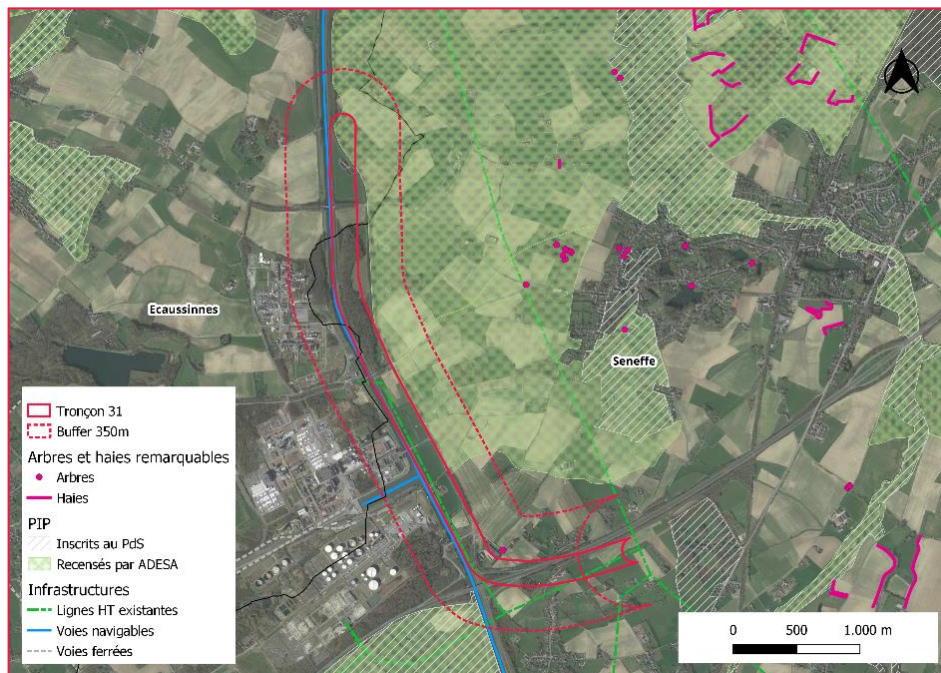 Ecaussinnes
Seneffe
Tronçon 31
Buffer 350m
Arbres et haies remarquables
Arbres
Haies
PIP
Inscrits au PdS
Recensés par ADESA
Infrastructures
Lignes HT existantes
Voies navigables
Voies ferrées
0 500 1.000 m